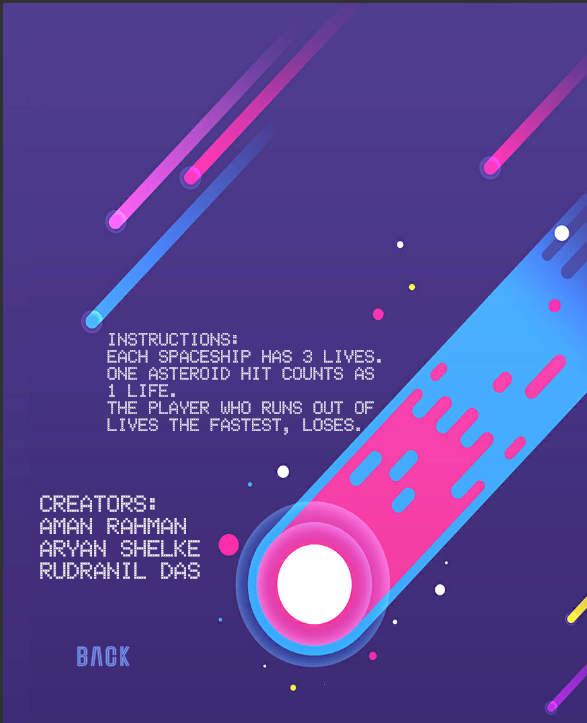 INSTRUCTIONS:
EACH SPACESHIP HAS 3 LIVES.
ONE ASTEROID HIT COUNTS AS
1 LIFE.
THE PLAYER WHO RUNS OUT OF
LIVES THE FASTEST, LOSES.
CREATORS:
AMAN RAHMAN
ARYAN SHELKE
RUDRANIL DAS
BACK